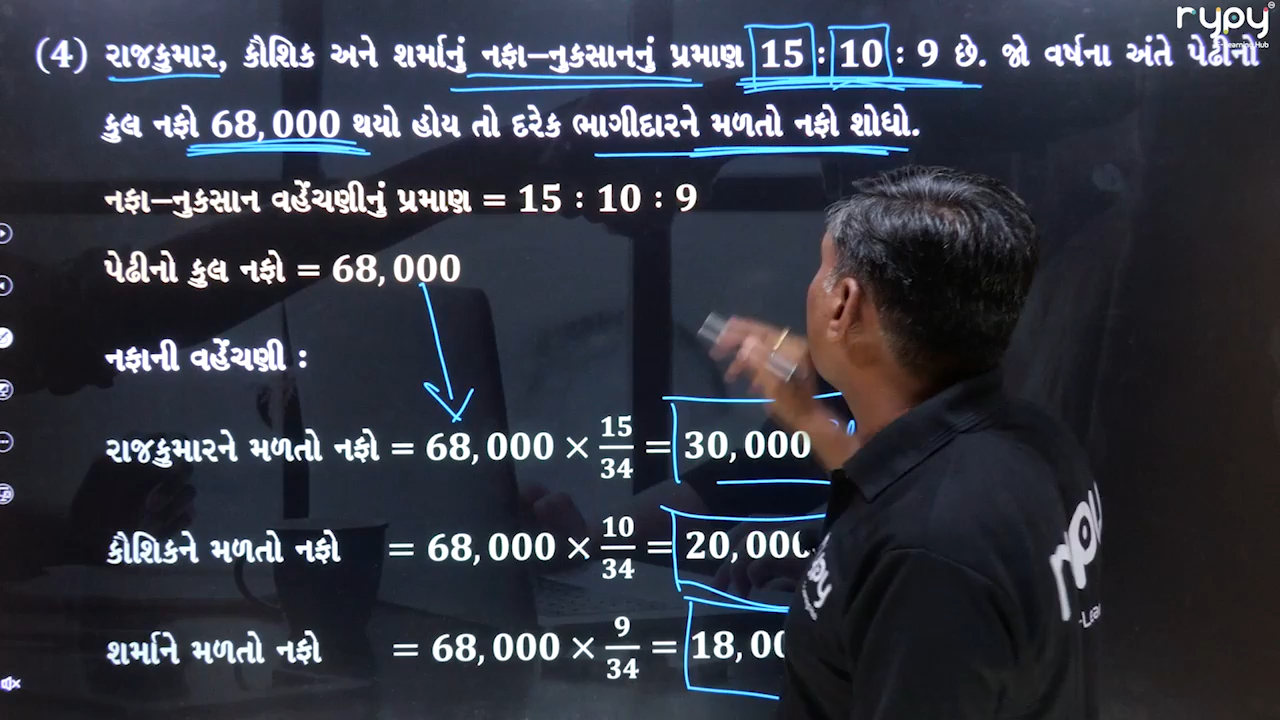 rypy
E-Learning Hub
(4) રાજકુમાર, કૌશિક અને શર્માનું નફા–નુકસાનનું પ્રમાણ 15 : 10 : 9 છે. જો વર્ષના અંતે પેઢીનો
કુલ નફો 68,000 થયો હોય તો દરેક ભાગીદારને મળતો નફો શોધો.
નફા–નુકસાન વહેંચણીનું પ્રમાણ = 15 : 10 : 9
પેઢીનો કુલ નફો = 68,000
નફાની વહેંચણી :
રાજકુમારને મળતો નફો = 68,000 × 15/34 = 30,000
કૌશિકને મળતો નફો = 68,000 × 10/34 = 20,000
શર્માને મળતો નફો = 68,000 × 9/34 = 18,00